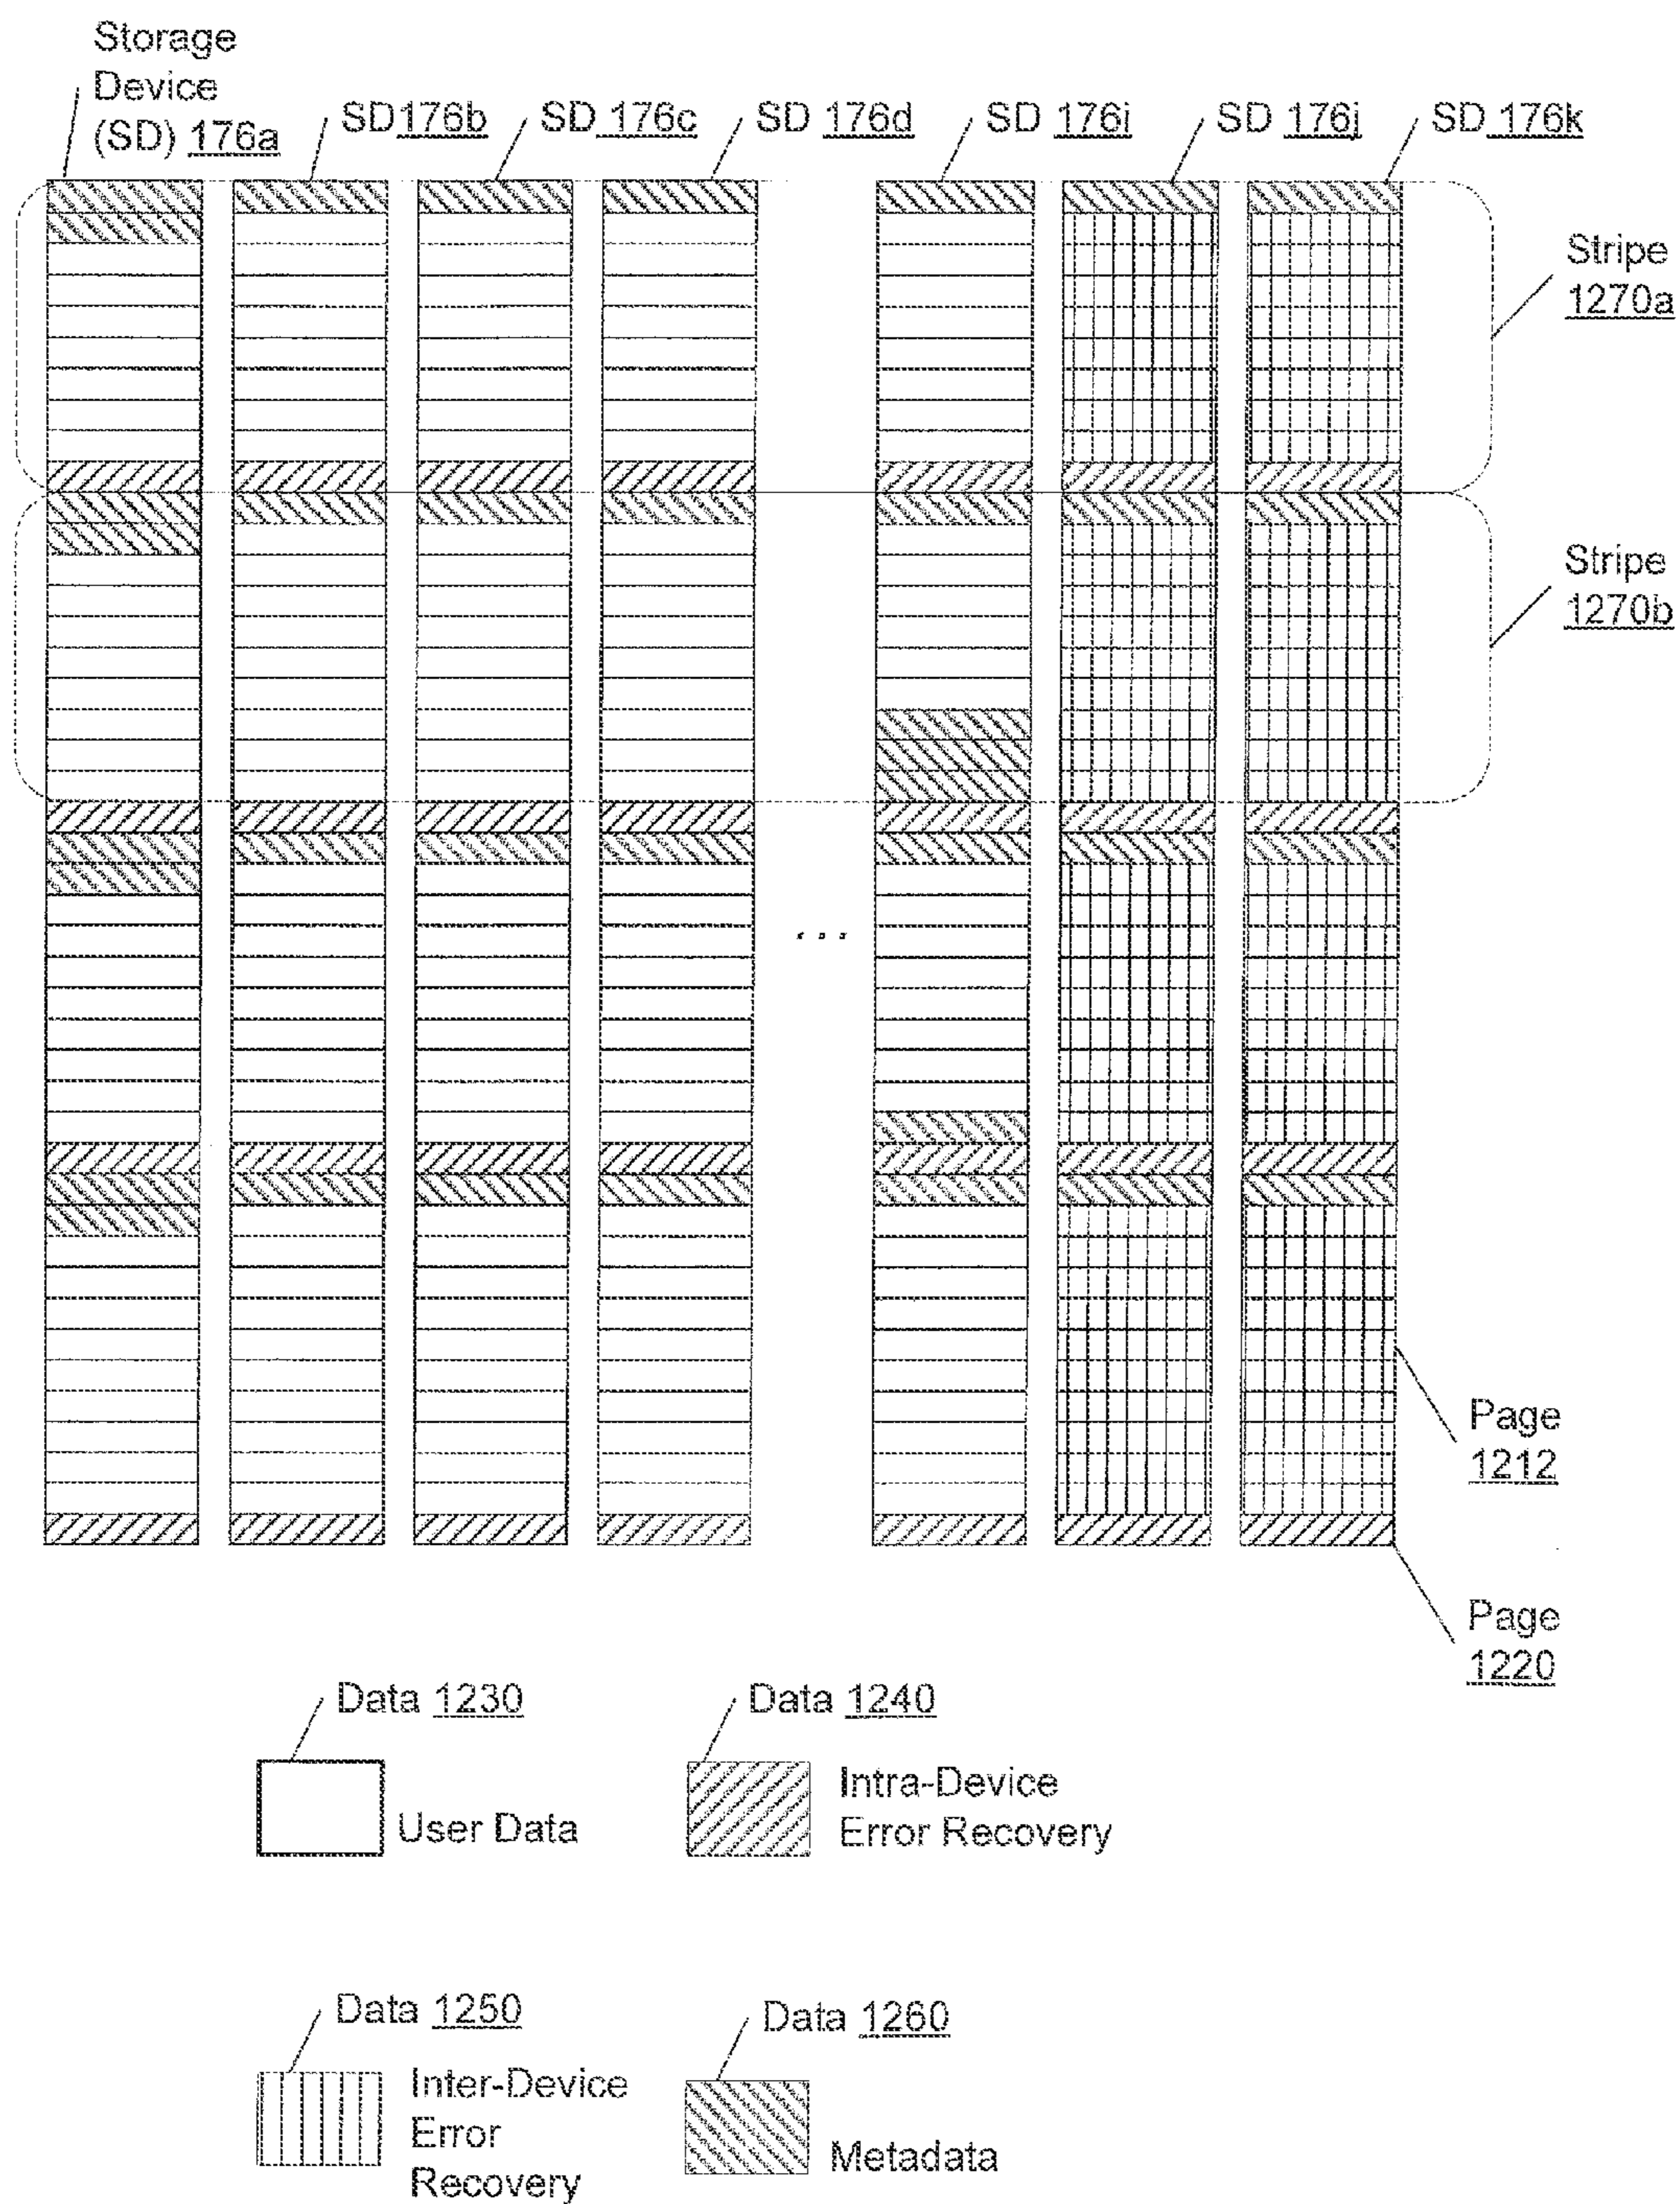 Storage
Device
(SD) 176a
SD 176b
SD 176c
SD 176d
SD 176i
SD 176j
SD 176k
Stripe
1270a
Stripe
1270b
...
Page
1212
Page
1220
Data 1230
User Data
Data 1240
Intra-Device
Error Recovery
Data 1250
Inter-Device
Error
Recovery
Data 1260
Metadata